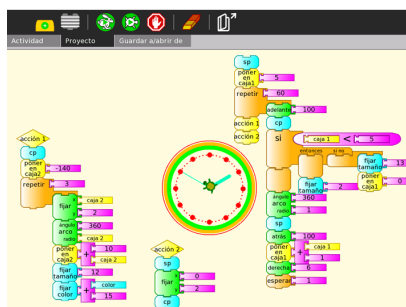 Actividad Proyecto Guardar a/abrir de
sp
poner en caja1 5
repetir 60
adelante 100
acción 1 cp
acción 2
Si caja 1 < 5
entonces si no
fijar tamaño 13
poner en caja1 0
fijar tamaño 2
ángulo 360
arco
radio 1
sp
atrás 100
poner en caja1 + caja 1
1
derecha 6
esperar 1
acción 1
cp
poner en caja2 -140
repetir 3
fijar x caja 2
y 2
ángulo 360
arco
radio caja 2
poner en caja2 + 10
caja 2
fijar tamaño 12
fijar color + color
15
acción 2
sp
fijar x 0
y 2
cp